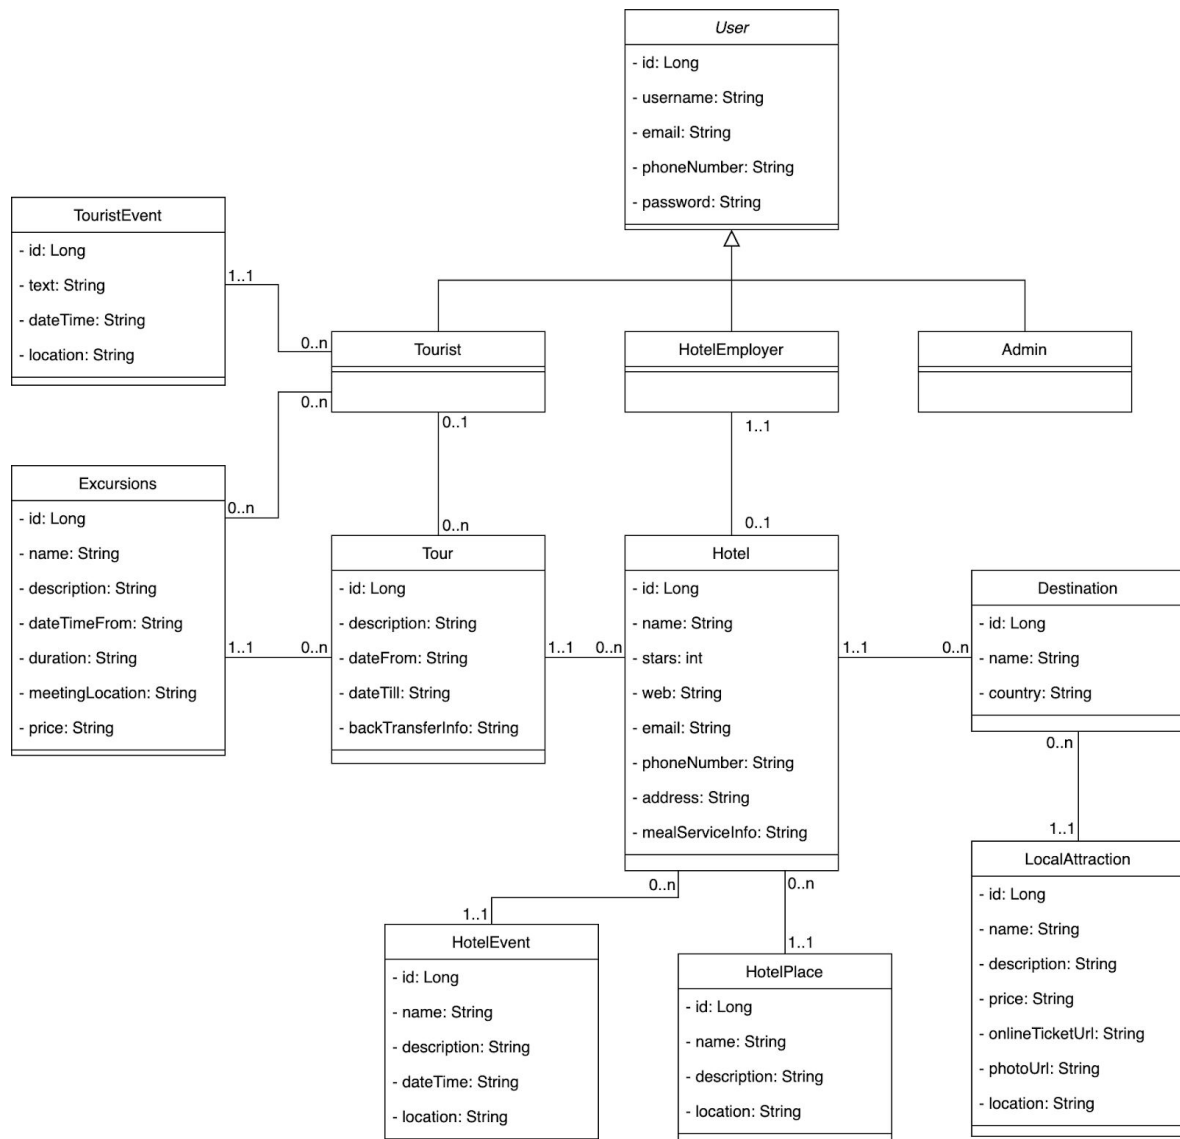 User
- id: Long
- username: String
- email: String
- phoneNumber: String
- password: String
TouristEvent
- id: Long
- text: String
- dateTime: String
- location: String
1..1
0..n
Tourist
0..n
0..1
HotelEmployer
1..1
Admin
Excursions
- id: Long
- name: String
- description: String
- dateTimeFrom: String
- duration: String
- meetingLocation: String
- price: String
0..n
1..1
0..n
0..n
Tour
- id: Long
- description: String
- dateFrom: String
- dateTill: String
- backTransferInfo: String
1..1
0..n
0..1
Hotel
- id: Long
- name: String
- stars: int
- web: String
- email: String
- phoneNumber: String
- address: String
- mealServiceInfo: String
1..1
0..n
Destination
- id: Long
- name: String
- country: String
0..n
1..1
LocalAttraction
- id: Long
- name: String
- description: String
- price: String
- onlineTicketUrl: String
- photoUrl: String
- location: String
0..n
1..1
HotelEvent
- id: Long
- name: String
- description: String
- dateTime: String
- location: String
0..n
1..1
HotelPlace
- id: Long
- name: String
- description: String
- location: String